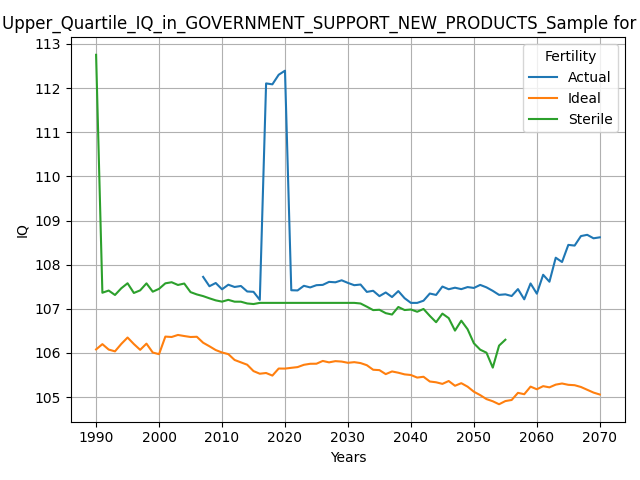 Upper_Quartile_IQ_in_GOVERNMENT_SUPPORT_NEW_PRODUCTS_Sample for
113
112
111
110
109
108
107
106
105
IQ
Fertility
Actual
Ideal
Sterile
1990 2000 2010 2020 2030 2040 2050 2060 2070
Years